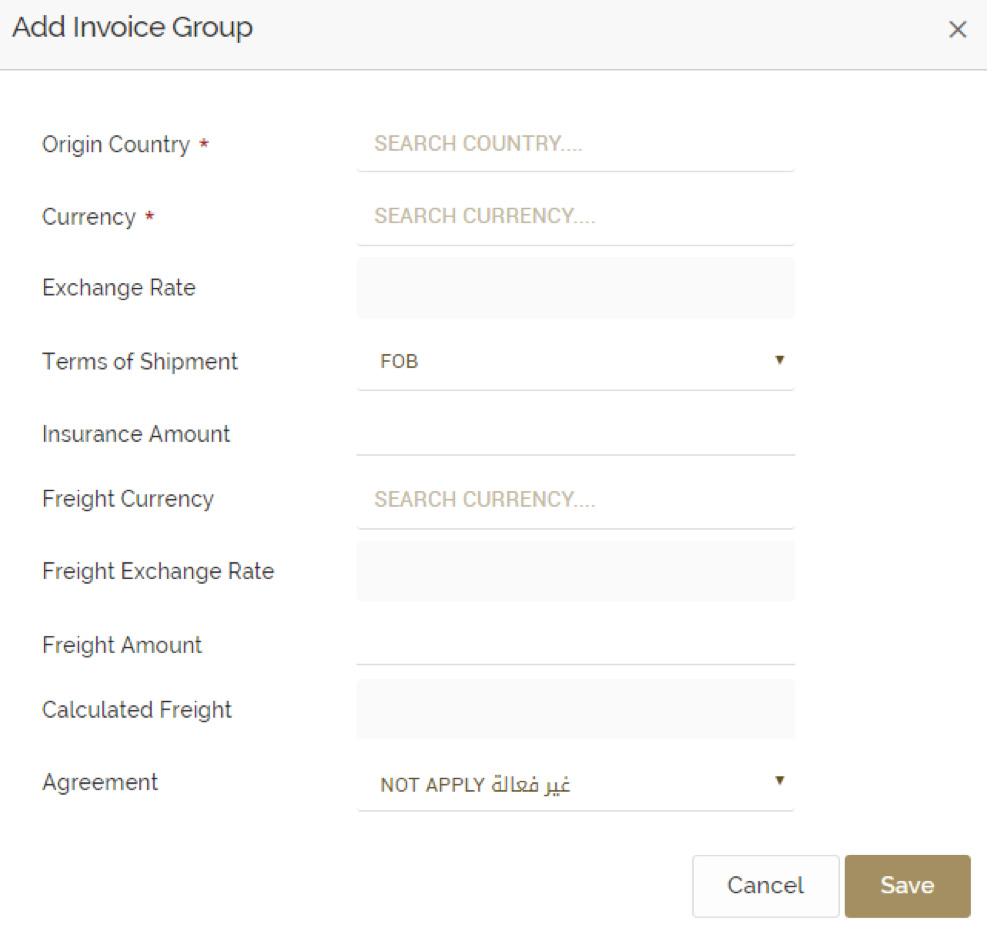 Add Invoice Group ×
Origin Country * SEARCH COUNTRY....
Currency * SEARCH CURRENCY....
Exchange Rate
Terms of Shipment FOB
Insurance Amount
Freight Currency SEARCH CURRENCY....
Freight Exchange Rate
Freight Amount
Calculated Freight
Agreement NOT APPLY غير فعالة
Cancel Save